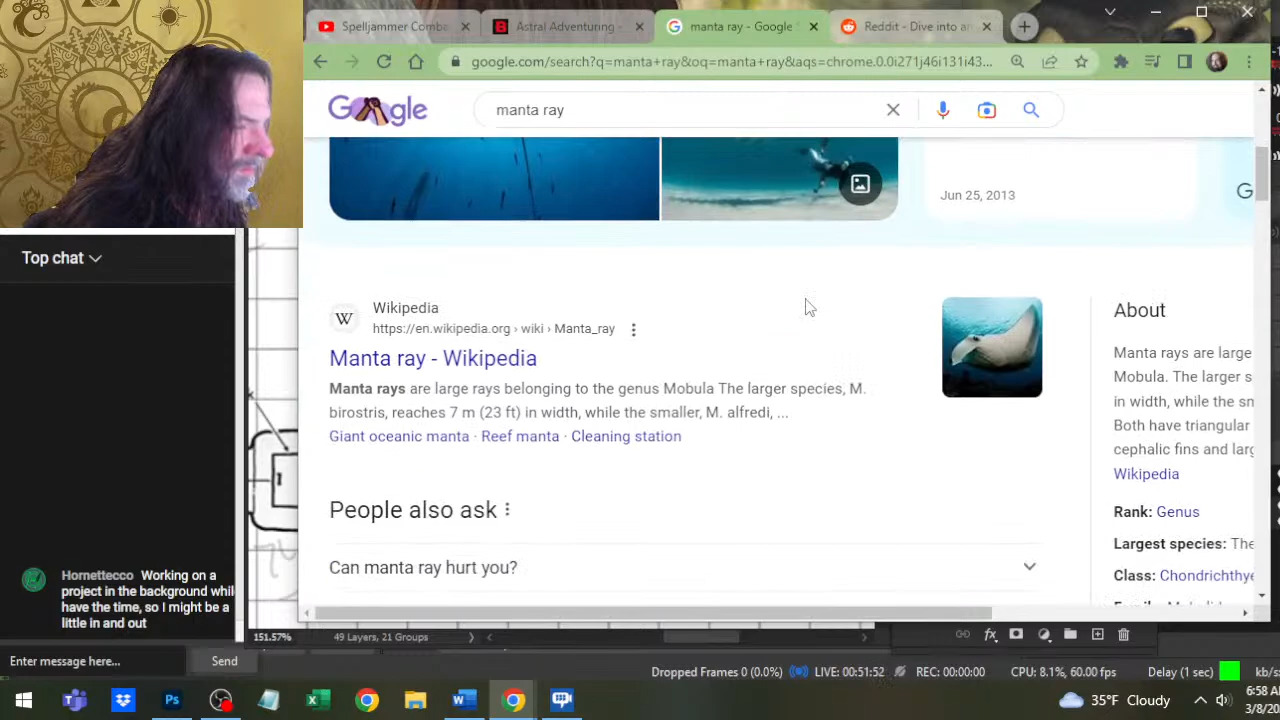 Spelljammer Comba
Astral Adventuring -
manta ray - Google
Reddit - Dive into an
google.com/search?q=manta+ray&oq=manta+ray&aqs=chrome.0.0i271j46i131i43...
Google
manta ray
Jun 25, 2013
G
Top chat
W
Wikipedia
https://en.wikipedia.org › wiki › Manta_ray
Manta ray - Wikipedia
Manta rays are large rays belonging to the genus Mobula The larger species, M.
birostris, reaches 7 m (23 ft) in width, while the smaller, M. alfredi, ...
Giant oceanic manta · Reef manta · Cleaning station
About
Manta rays are large
Mobula. The larger s
in width, while the sm
Both have triangular
cephalic fins and larg
Wikipedia
Rank: Genus
Largest species: The
Class: Chondrichthye
People also ask
Can manta ray hurt you?
Hornettecco Working on a
project in the background whil
have the time, so I might be a
little in and out
151.57%
49 Layers, 21 Groups
fx
Enter message here...
Send
Dropped Frames 0 (0.0%)
LIVE: 00:51:52
REC: 00:00:00
CPU: 8.1%, 60.00 fps
Delay (1 sec)
kb/s
35°F Cloudy
6:58 A
3/8/20